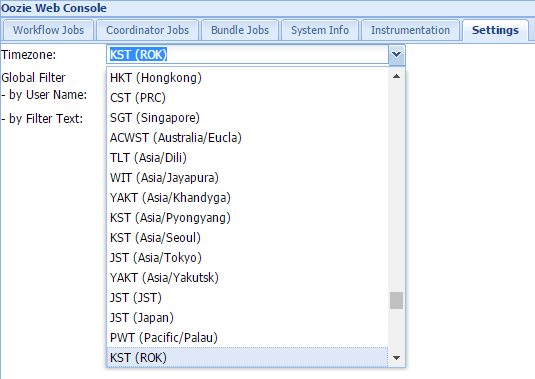 Oozie Web Console
Workflow Jobs Coordinator Jobs Bundle Jobs System Info Instrumentation Settings
Timezone: KST (ROK)
Global Filter
- by User Name:
- by Filter Text:
HKT (Hongkong)
CST (PRC)
SGT (Singapore)
ACWST (Australia/Eucla)
TLT (Asia/Dili)
WIT (Asia/Jayapura)
YAKT (Asia/Khandyga)
KST (Asia/Pyongyang)
KST (Asia/Seoul)
JST (Asia/Tokyo)
YAKT (Asia/Yakutsk)
JST (JST)
JST (Japan)
PWT (Pacific/Palau)
KST (ROK)